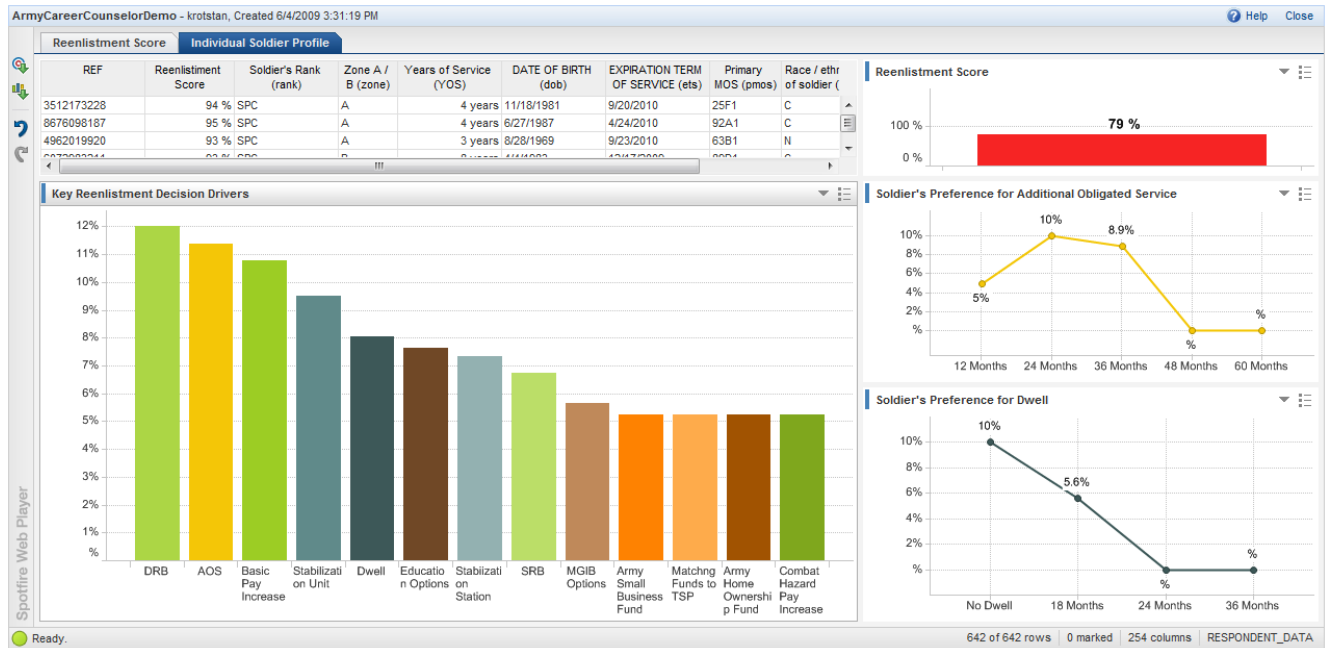 ArmyCareerCounselorDemo - krotstan, Created 6/4/2009 3:31:19 PM
Help Close
Reenlistment Score Individual Soldier Profile
REF Reenlistiment Score Soldier's Rank (rank) Zone A / B (zone) Years of Service (YOS) DATE OF BIRTH (dob) EXPIRATION TERM OF SERVICE (ets) Primary MOS (pmos) Race / ethr of soldier (
3512173228 94 % SPC A 4 years 11/18/1981 9/20/2010 25F1 C
8676098187 95 % SPC A 4 years 6/27/1987 4/24/2010 92A1 C
4962019920 93 % SPC A 3 years 8/28/1969 9/23/2010 63B1 N
Key Reenlistment Decision Drivers
12%
11%
10%
9%
8%
7%
6%
5%
4%
3%
2%
1%
%
DRB
AOS
Basic
Pay
Increase
Stabilizati
on Unit
Dwell
Educatio
n Options
Stabiizati
on
Station
SRB
MGIB
Options
Army
Small
Business
Fund
Matchng
Funds to
TSP
Army
Home
Ownershi
p Fund
Combat
Hazard
Pay
Increase
Reenlistment Score
100 %
0 %
79 %
Soldier's Preference for Additional Obligated Service
10%
8%
6%
4%
2%
%
5%
10%
8.9%
%
%
12 Months 24 Months 36 Months 48 Months 60 Months
Soldier's Preference for Dwell
10%
8%
6%
4%
2%
%
10%
5.6%
%
%
No Dwell 18 Months 24 Months 36 Months
Spotfire Web Player
Ready.
642 of 642 rows 0 marked 254 columns RESPONDENT_DATA